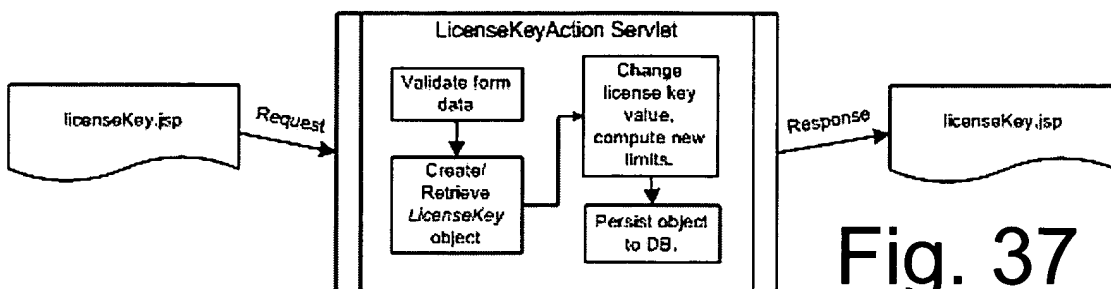 LicenseKeyAction Servlet
licenseKey.jsp
Request
Validate form
data
Create/
Retrieve
LicenseKey
object
Change
license key
value,
compute new
limits.
Persist object
to DB.
Response
licenseKey.jsp
Fig. 37